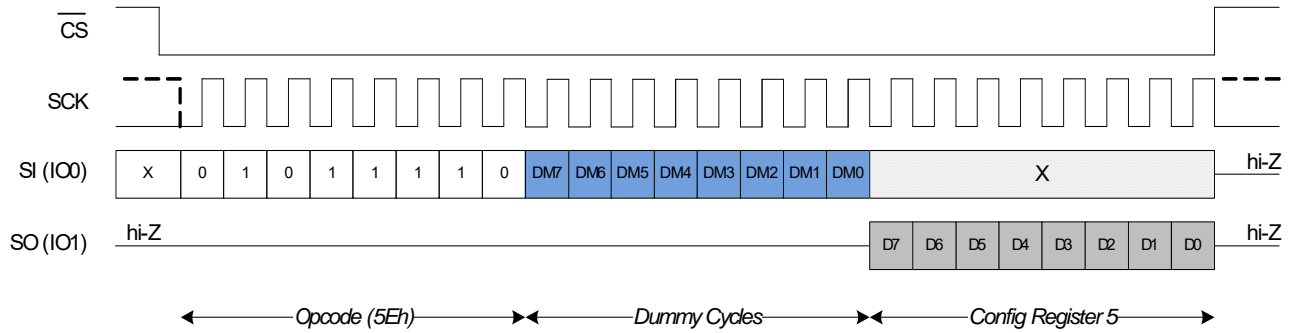 CS
SCK
SI (IO0) X 0 1 0 1 1 1 1 0 DM7 DM6 DM5 DM4 DM3 DM2 DM1 DM0 X hi-Z
SO (IO1) hi-Z D7 D6 D5 D4 D3 D2 D1 D0 hi-Z
Opcode (5Eh) Dummy Cycles Config Register 5